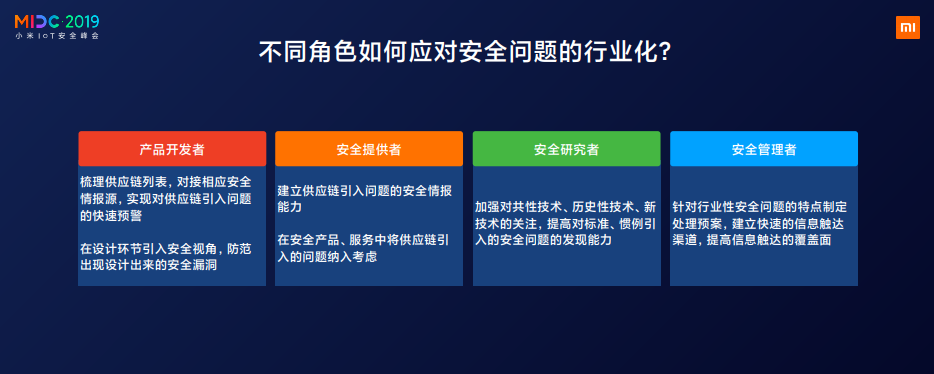 MIDC·2019
小米IoT安全峰会
mi
不同角色如何应对安全问题的行业化?
产品开发者
梳理供应链列表，对接相应安全
情报源，实现对供应链引入问题
的快速预警
在设计环节引入安全视角，防范
出现设计出来的安全漏洞
安全提供者
建立供应链引入问题的安全情报
能力
在安全产品、服务中将供应链引
入的问题纳入考虑
安全研究者
加强对共性技术、历史性技术、新
技术的关注，提高对标准、惯例引
入的安全问题的发现能力
安全管理者
针对行业性安全问题的特点制定
处理预案，建立快速的信息触达
渠道，提高信息触达的覆盖面